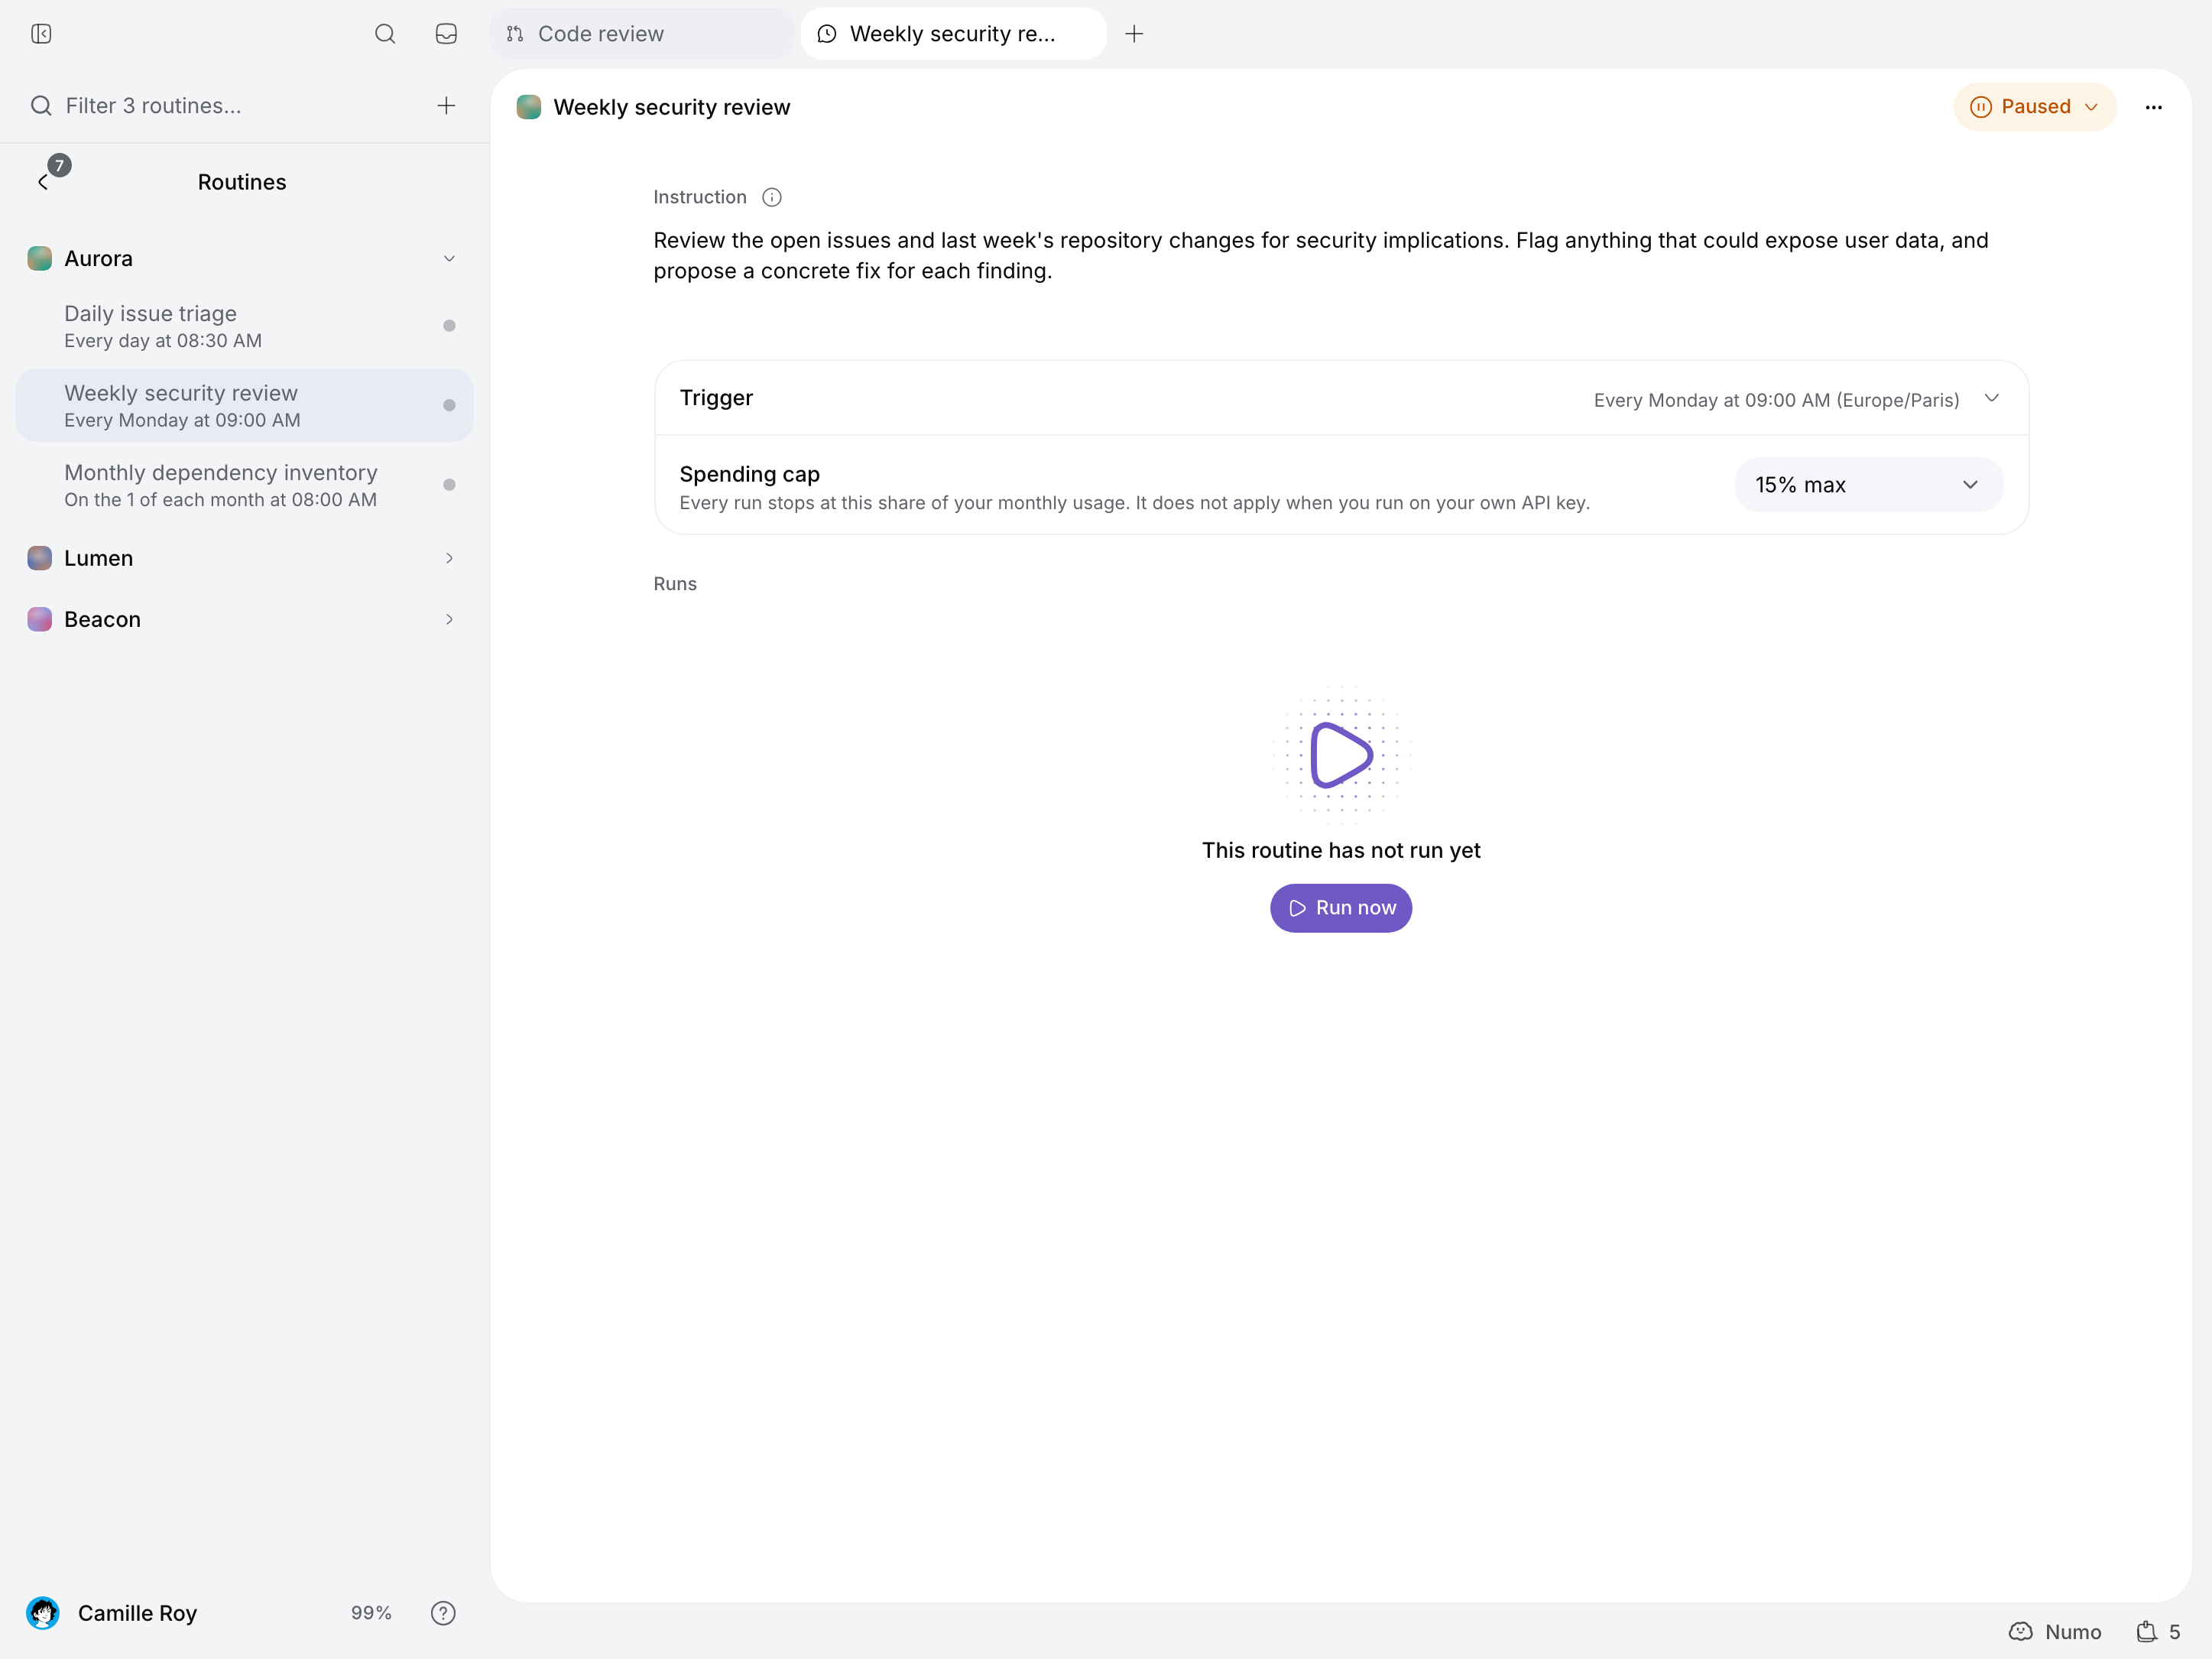 Code review
Weekly security re...
Filter 3 routines...
7
Routines
Aurora
Daily issue triage
Every day at 08:30 AM
Weekly security review
Every Monday at 09:00 AM
Monthly dependency inventory
On the 1 of each month at 08:00 AM
Lumen
Beacon
Camille Roy
99%
Weekly security review
Paused
Instruction
Review the open issues and last week's repository changes for security implications. Flag anything that could expose user data, and
propose a concrete fix for each finding.
Trigger
Every Monday at 09:00 AM (Europe/Paris)
Spending cap
Every run stops at this share of your monthly usage. It does not apply when you run on your own API key.
15% max
Runs
This routine has not run yet
Run now
Numo
5